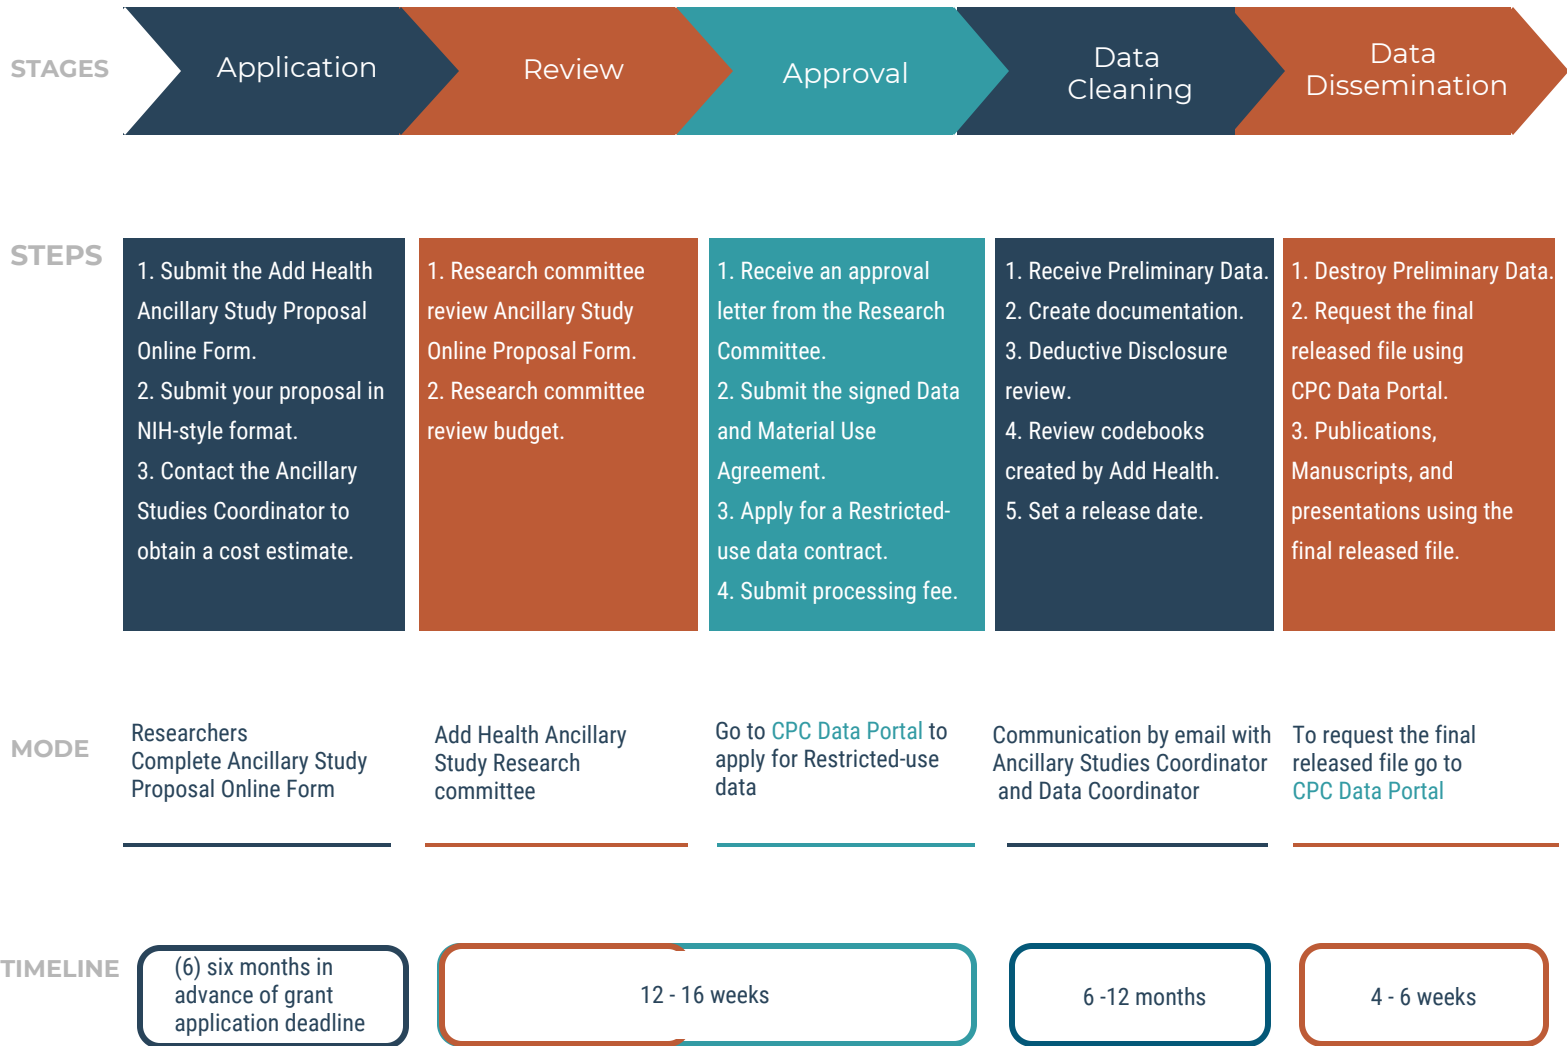 STAGES
Application
Review
Approval
Data
Cleaning
Data
Dissemination
STEPS
1. Submit the Add Health
Ancillary Study Proposal
Online Form.
2. Submit your proposal in
NIH-style format.
3. Contact the Ancillary
Studies Coordinator to
obtain a cost estimate.
1. Research committee
review Ancillary Study
Online Proposal Form.
2. Research committee
review budget.
1. Receive an approval
letter from the Research
Committee.
2. Submit the signed Data
and Material Use
Agreement.
3. Apply for a Restricted-
use data contract.
4. Submit processing fee.
1. Receive Preliminary Data.
2. Create documentation.
3. Deductive Disclosure
review.
4. Review codebooks
created by Add Health.
5. Set a release date.
1. Destroy Preliminary Data.
2. Request the final
released file using
CPC Data Portal.
3. Publications,
Manuscripts, and
presentations using the
final released file.
MODE
Researchers
Complete Ancillary Study
Proposal Online Form
Add Health Ancillary
Study Research
committee
Go to CPC Data Portal to
apply for Restricted-use
data
Communication by email with
Ancillary Studies Coordinator
and Data Coordinator
To request the final
released file go to
CPC Data Portal
TIMELINE
(6) six months in
advance of grant
application deadline
12 - 16 weeks
6 -12 months
4 - 6 weeks